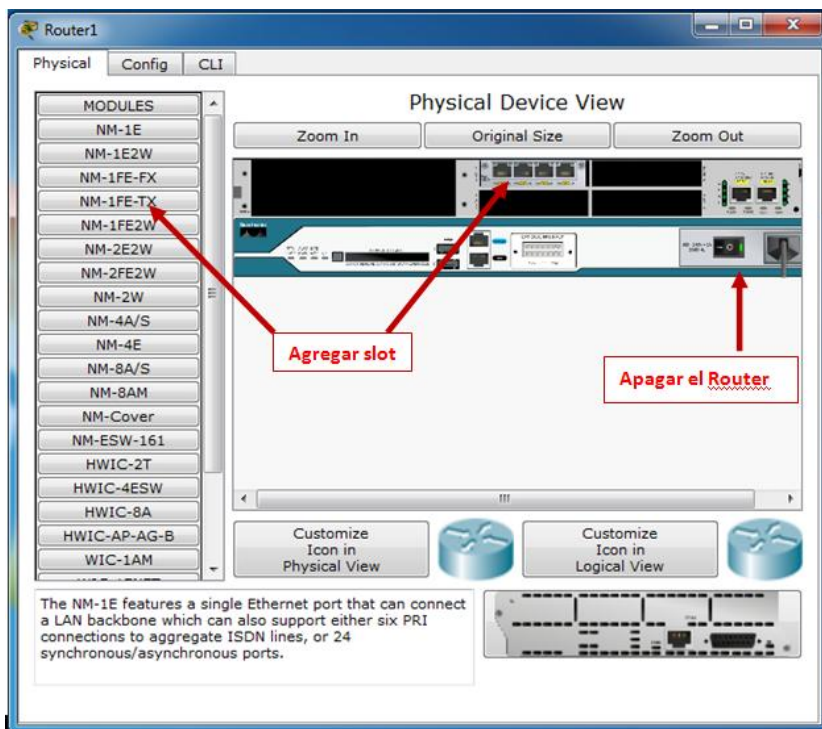 Router1
Physical
Config
CLI
MODULES
NM-1E
NM-1E2W
NM-1FE-FX
NM-1FE-TX
NM-1FE2W
NM-2E2W
NM-2FE2W
NM-2W
NM-4A/S
NM-4E
NM-8A/S
NM-8AM
NM-Cover
NM-ESW-161
HWIC-2T
HWIC-4ESW
HWIC-8A
HWIC-AP-AG-B
WIC-1AM
Physical Device View
Zoom In
Original Size
Zoom Out
Agregar slot
Apagar el Router
Customize
Icon in
Physical View
Customize
Icon in
Logical View
The NM-1E features a single Ethernet port that can connect
a LAN backbone which can also support either six PRI
connections to aggregate ISDN lines, or 24
synchronous/asynchronous ports.